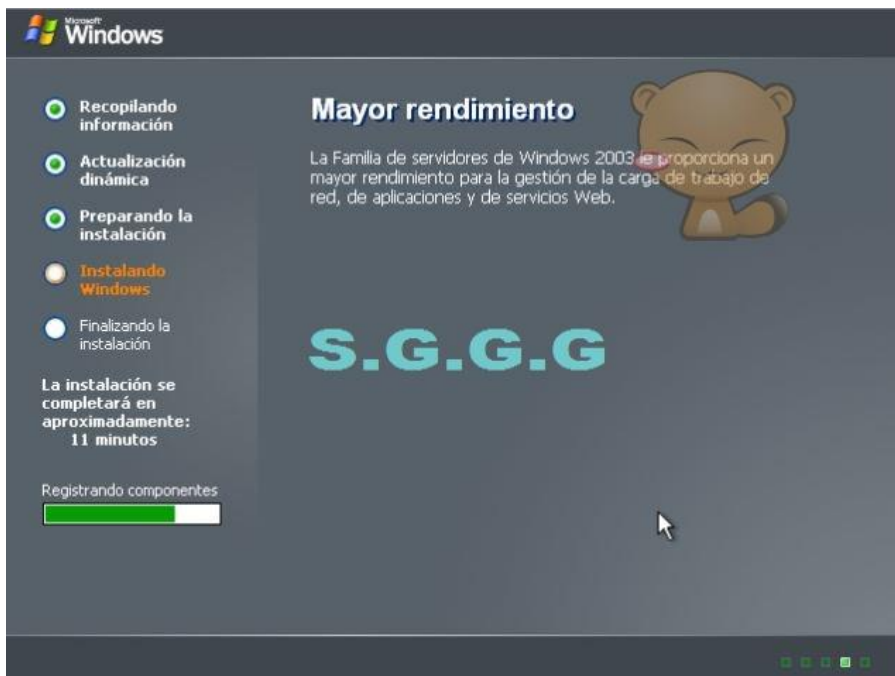 Microsoft
Windows
Recopilando
información
Actualización
dinámica
Preparando la
instalación
Instalando
Windows
Finalizando la
instalación
La instalación se
completará en
aproximadamente:
11 minutos
Registrando componentes
Mayor rendimiento
La Familia de servidores de Windows 2003 le proporciona un
mayor rendimiento para la gestión de la carga de trabajo de
red, de aplicaciones y de servicios Web.
S.G.G.G